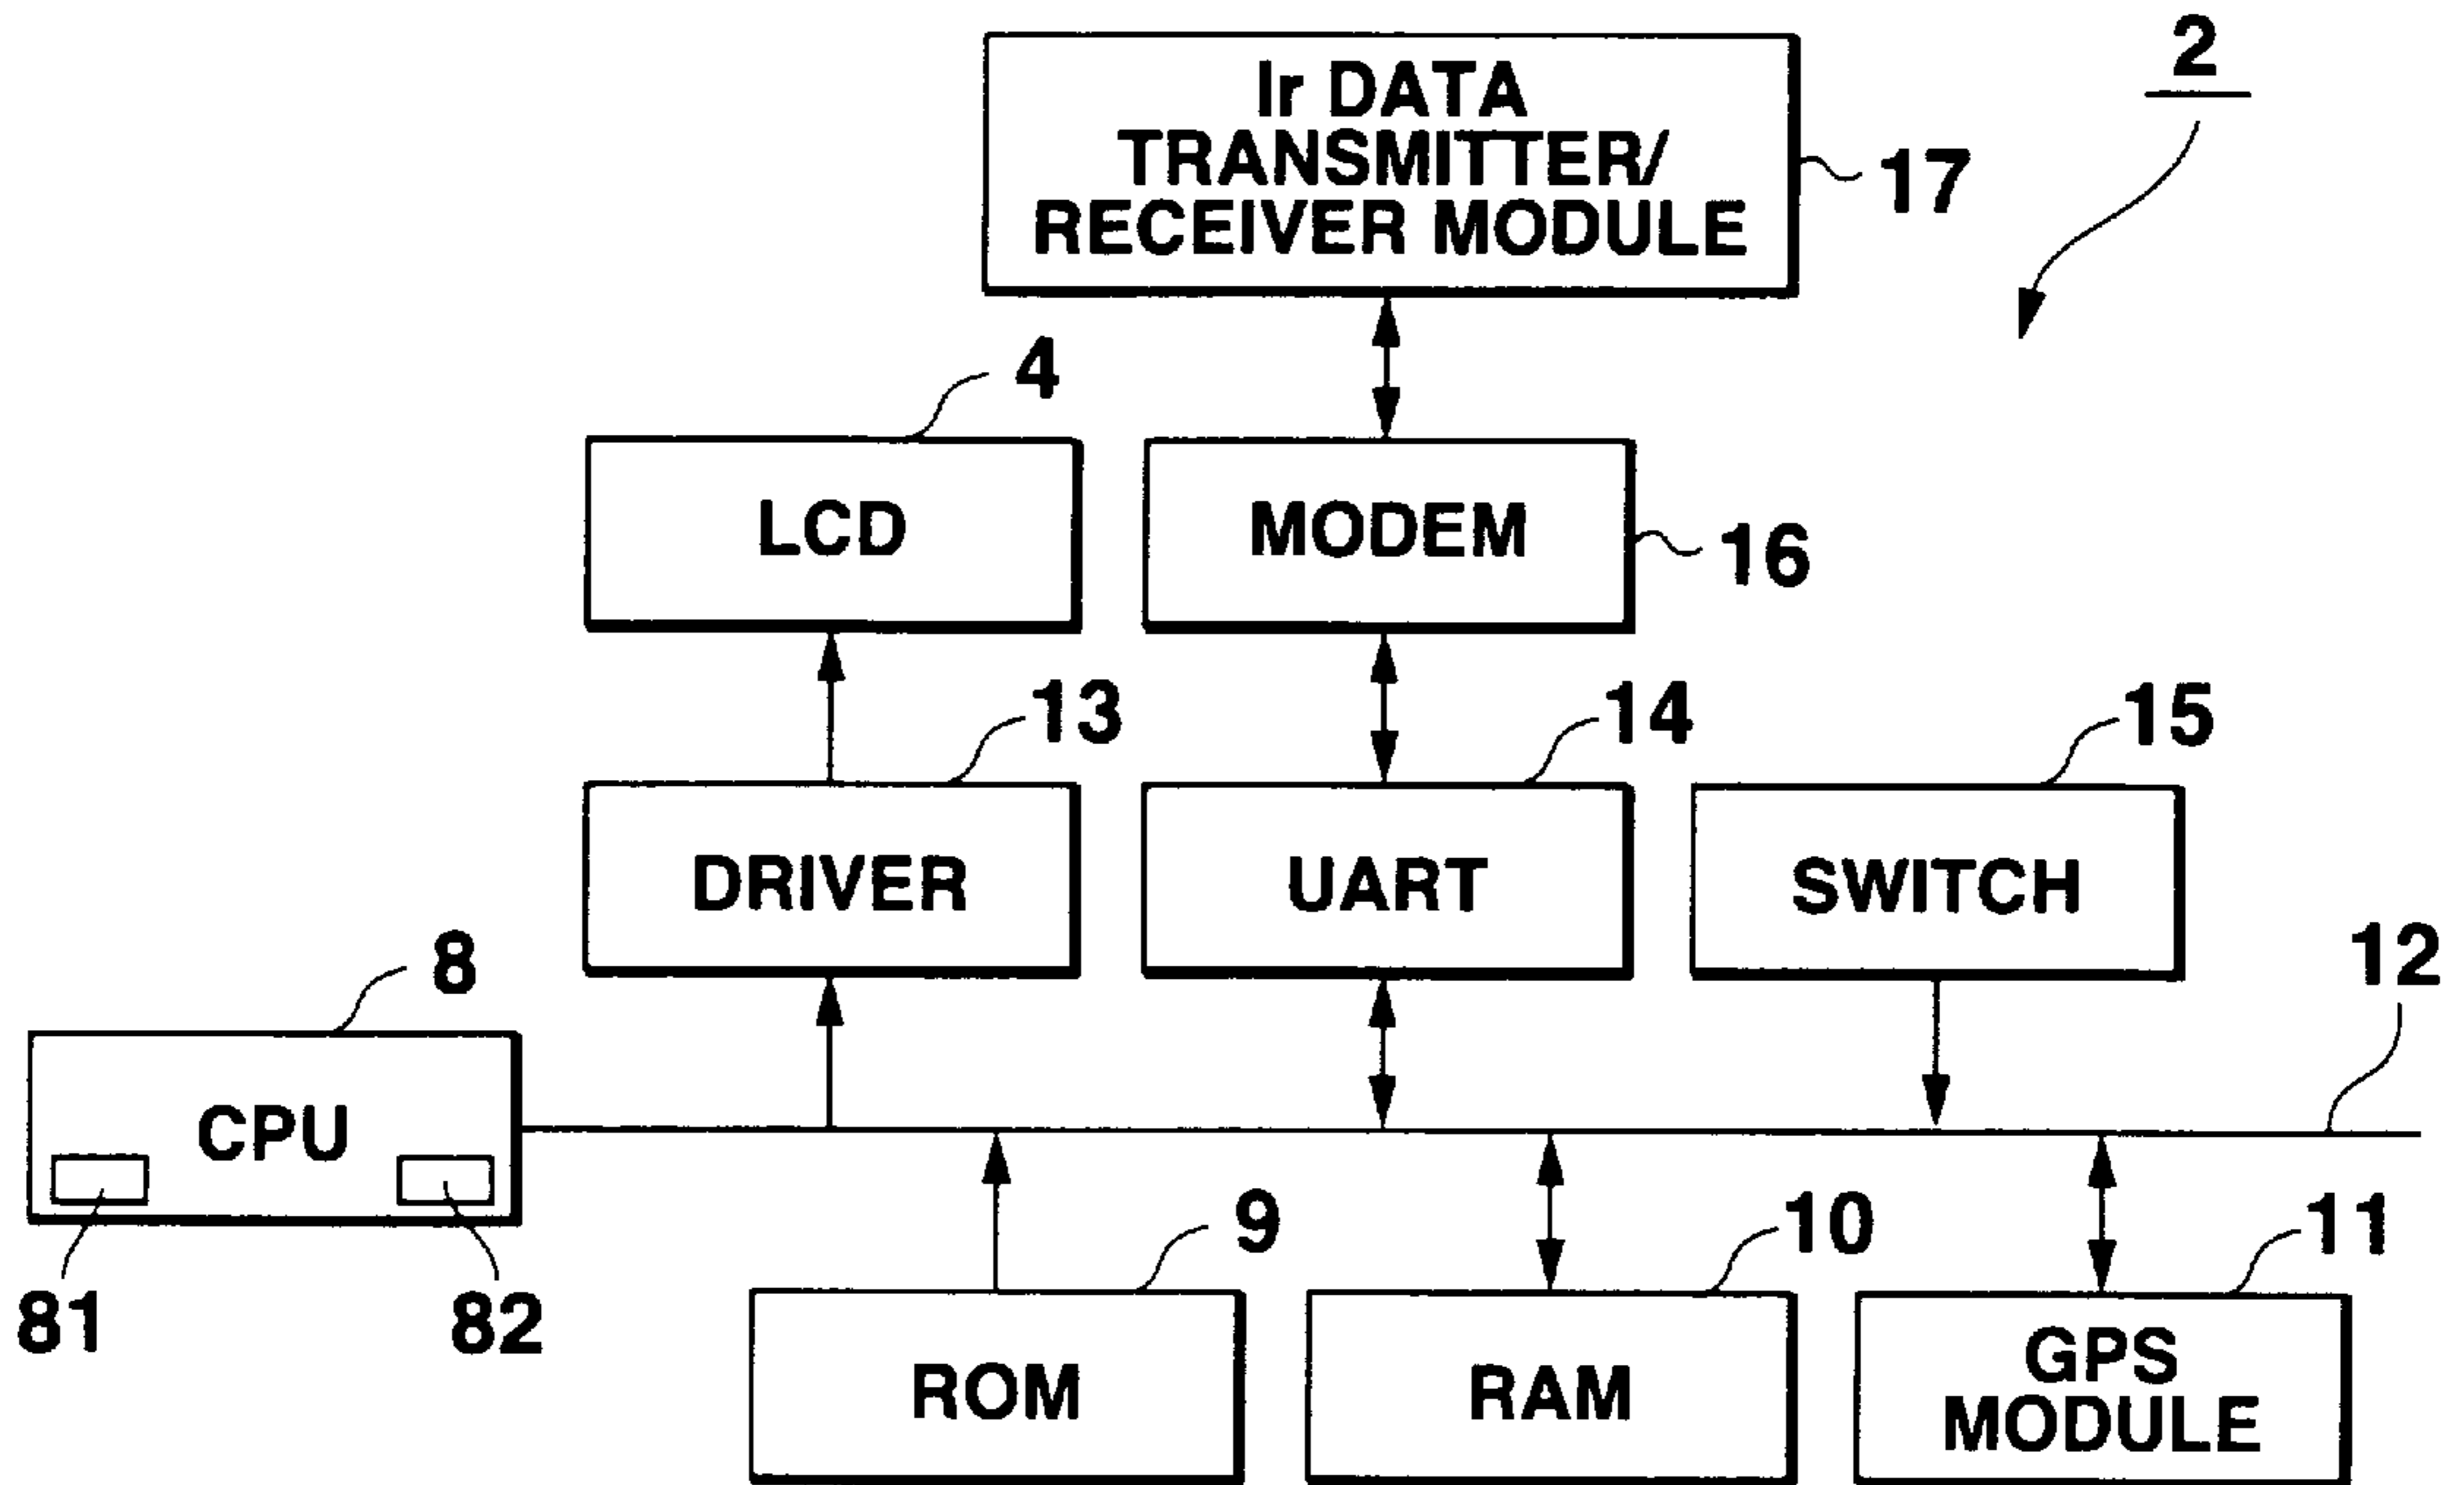 2
Ir DATA
TRANSMITTER/
RECEIVER MODULE
17
4
LCD
MODEM
16
13
14
15
DRIVER
UART
SWITCH
8
12
CPU
81
82
9
10
11
ROM
RAM
GPS
MODULE